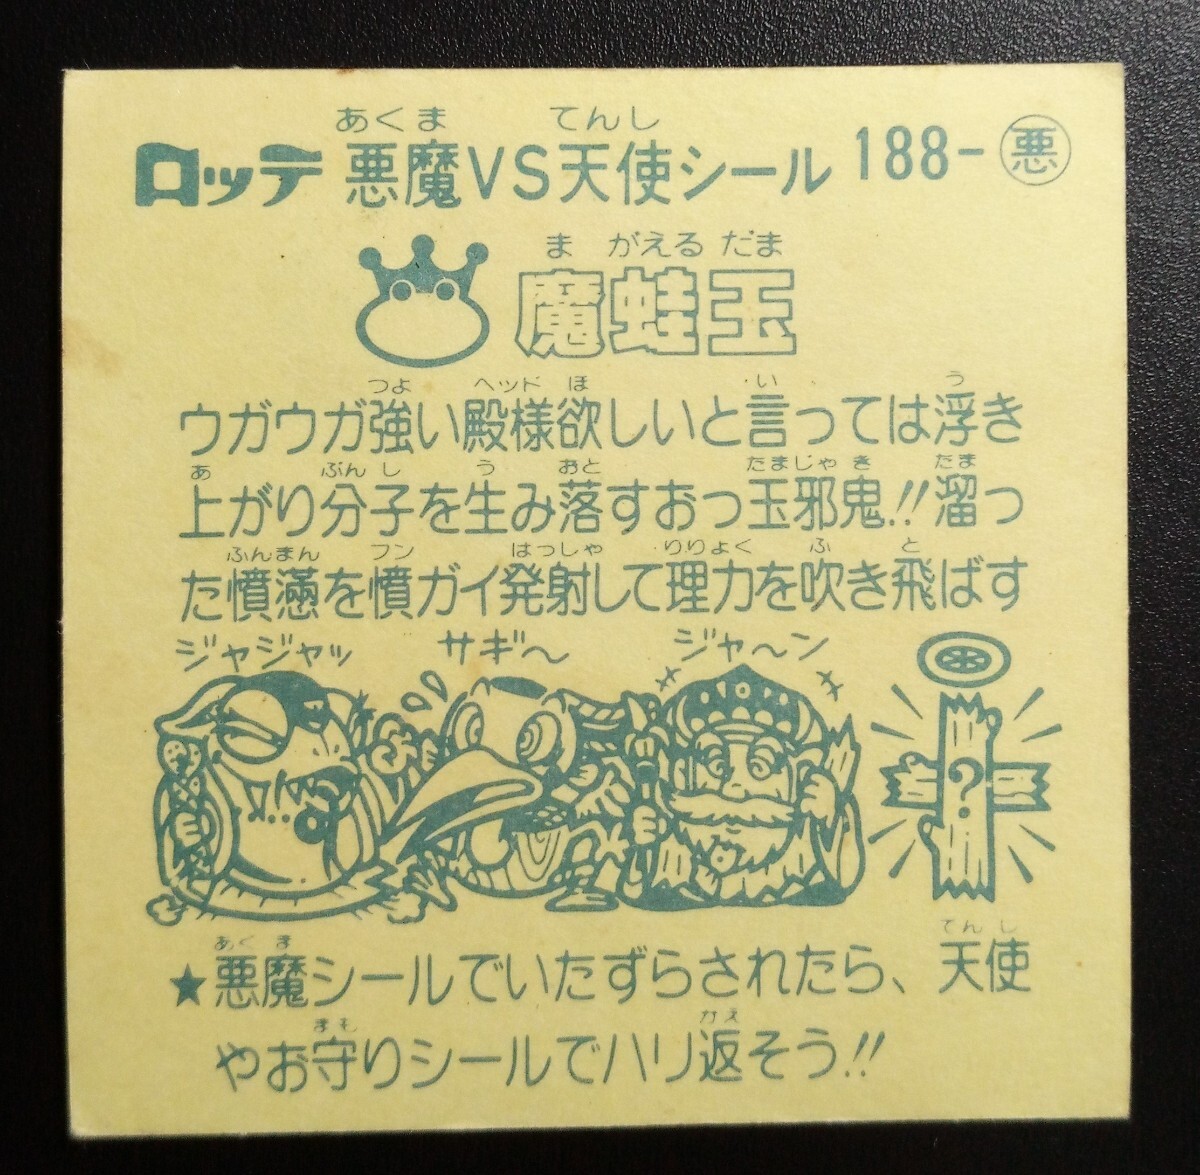 あくま てんし
ロッテ 悪魔VS天使シール 188-悪
ま がえる だま
魔蛙玉
つよ ヘッド ほ い う
ウガウガ強い殿様欲しいと言っては浮き
あ ぶんし う おと たまじゃき だま
上がり分子を生み落すおっ玉邪鬼!!溜っ
ふんまん フン はっしゃ りりょく ふ と
た憤懣を憤ガイ発射して理力を吹き飛ばす
ジャジャッ サギ〜 ジャ〜ン
?
あくま てんし
★悪魔シールでいたずらされたら、天使
まも かえ
やお守りシールでハリ返そう!!